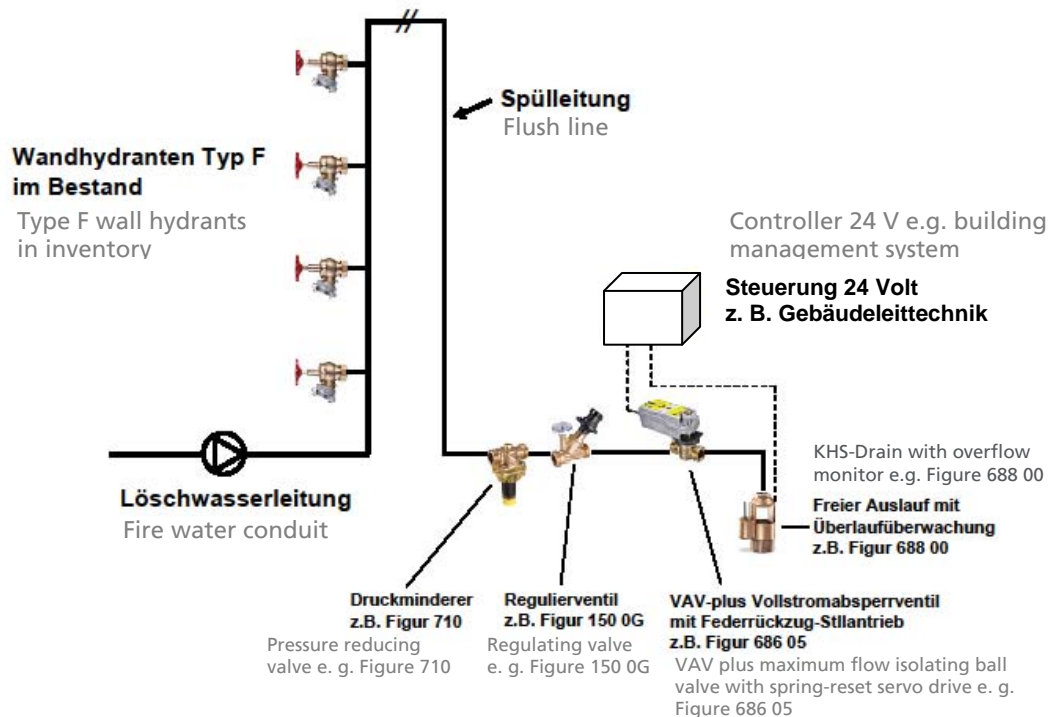 Spülleitung
Flush line
Wandhydranten Typ F
im Bestand
Type F wall hydrants
in inventory
Controller 24 V e.g. building
management system
Steuerung 24 Volt
z. B. Gebäudeleittechnik
KHS-Drain with overflow
monitor e.g. Figure 688 00
Freier Auslauf mit
Überlaufüberwachung
z.B. Figur 688 00
Löschwasserleitung
Fire water conduit
Druckminderer
z.B. Figur 710
Pressure reducing
valve e. g. Figure 710
Regulierventil
z.B. Figur 150 0G
Regulating valve
e. g. Figure 150 0G
VAV-plus Vollstromabsperrventil
mit Federrückzug-Stllantrieb
z.B. Figur 686 05
VAV plus maximum flow isolating ball
valve with spring-reset servo drive e. g.
Figure 686 05